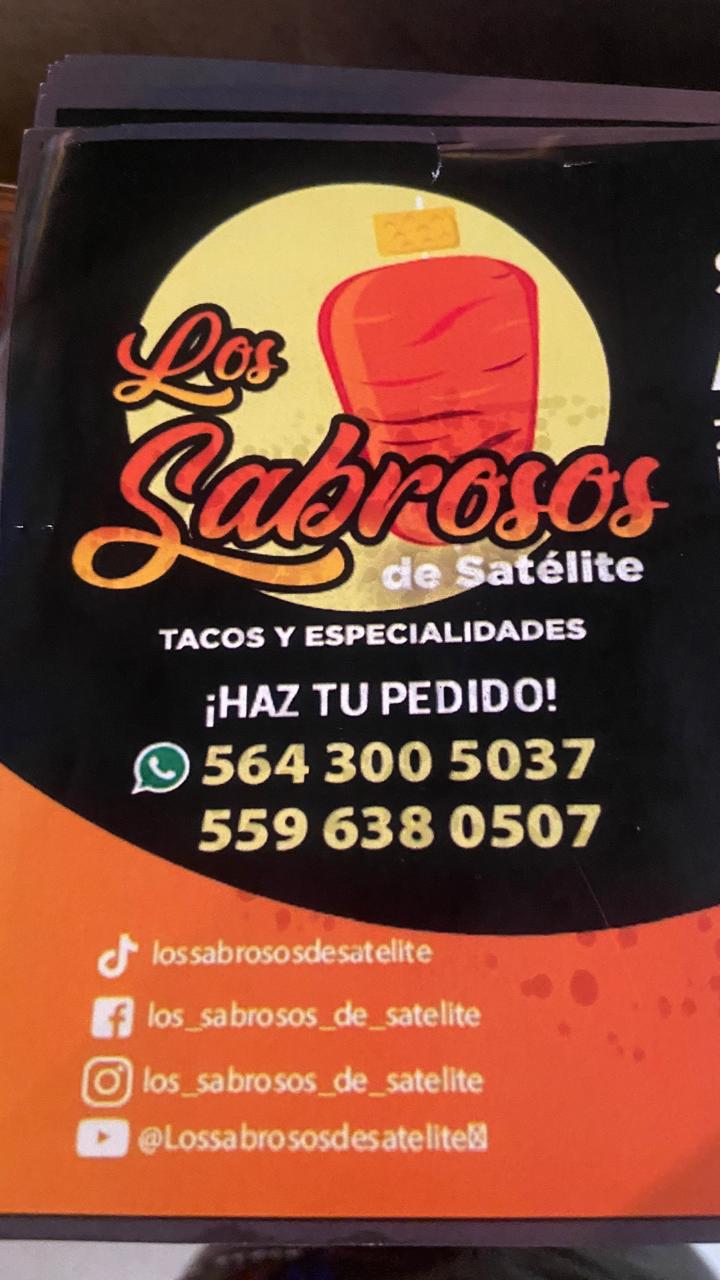 Los
Sabrosos
de Satélite
TACOS Y ESPECIALIDADES
¡HAZ TU PEDIDO!
564 300 5037
559 638 0507
lossabrososdesatelite
los_sabrosos_de_satelite
los_sabrosos_de_satelite
@Lossabrososdesatelite